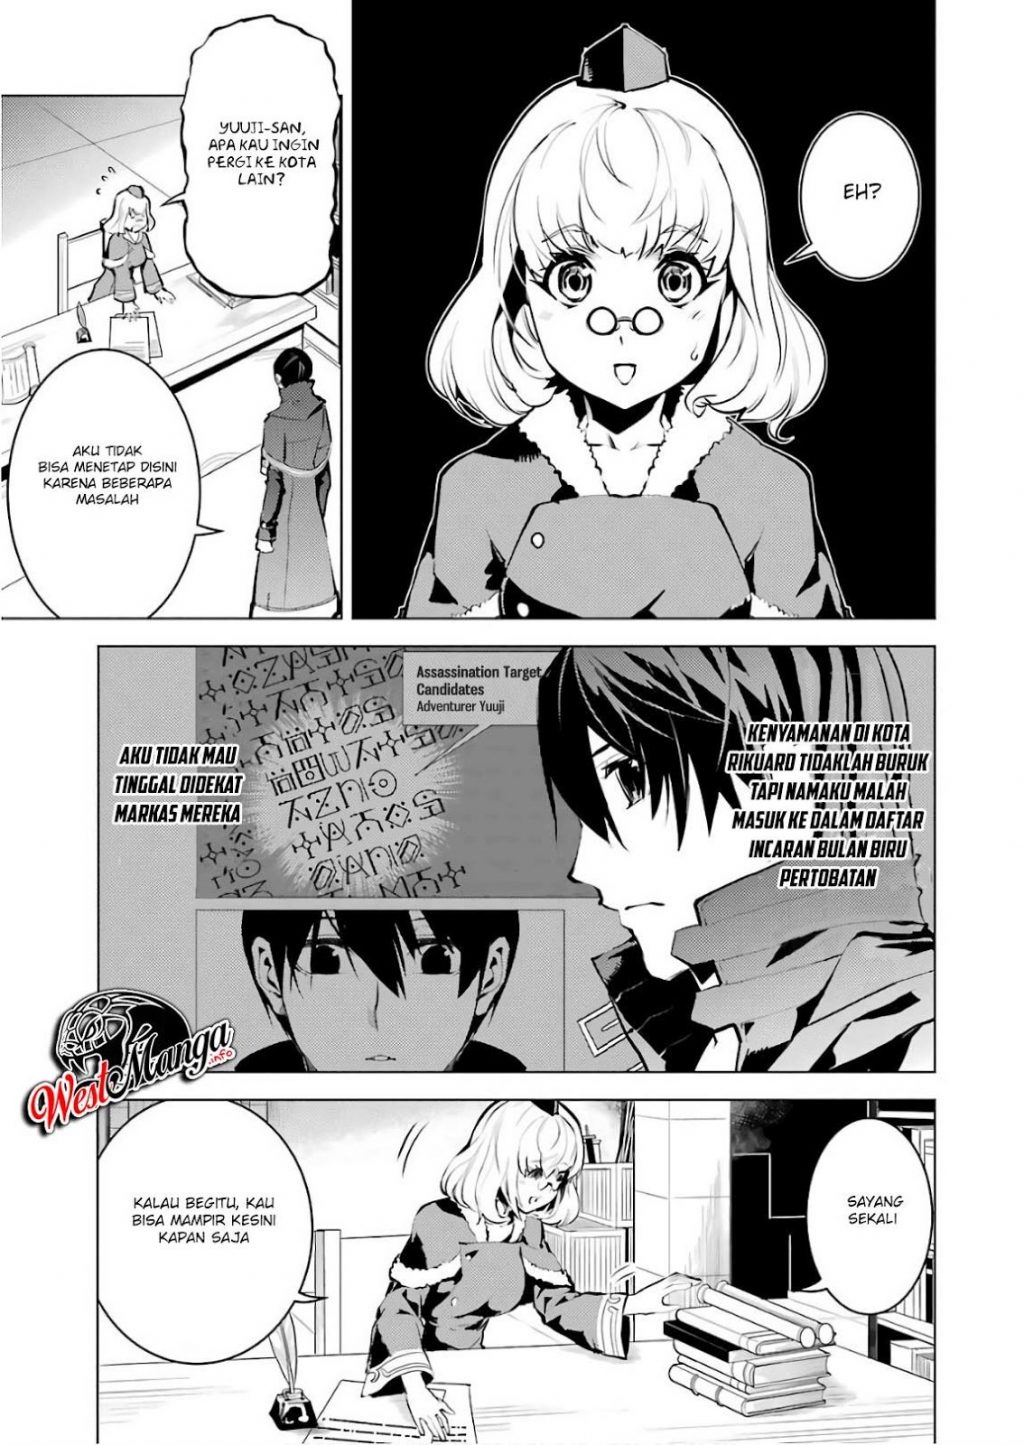 EH?
YUUJI-SAN,
APA KAU INGIN
PERGI KE KOTA
LAIN?
AKU TIDAK
BISA MENETAP DISINI
KARENA BEBERAPA
MASALAH
KENYAMANAN DI KOTA
RIKUARD TIDAKLAH BURUK
TAPI NAMAKU MALAH
MASUK KE DALAM DAFTAR
INCARAN BULAN BIRU
PERTOBATAN
Assassination Target
Candidates
Adventurer Yuuji
AKU TIDAK MAU
TINGGAL DIDEKAT
MARKAS MEREKA
WestManga
.info
SAYANG
SEKALI
KALAU BEGITU, KAU
BISA MAMPIR KESINI
KAPAN SAJA